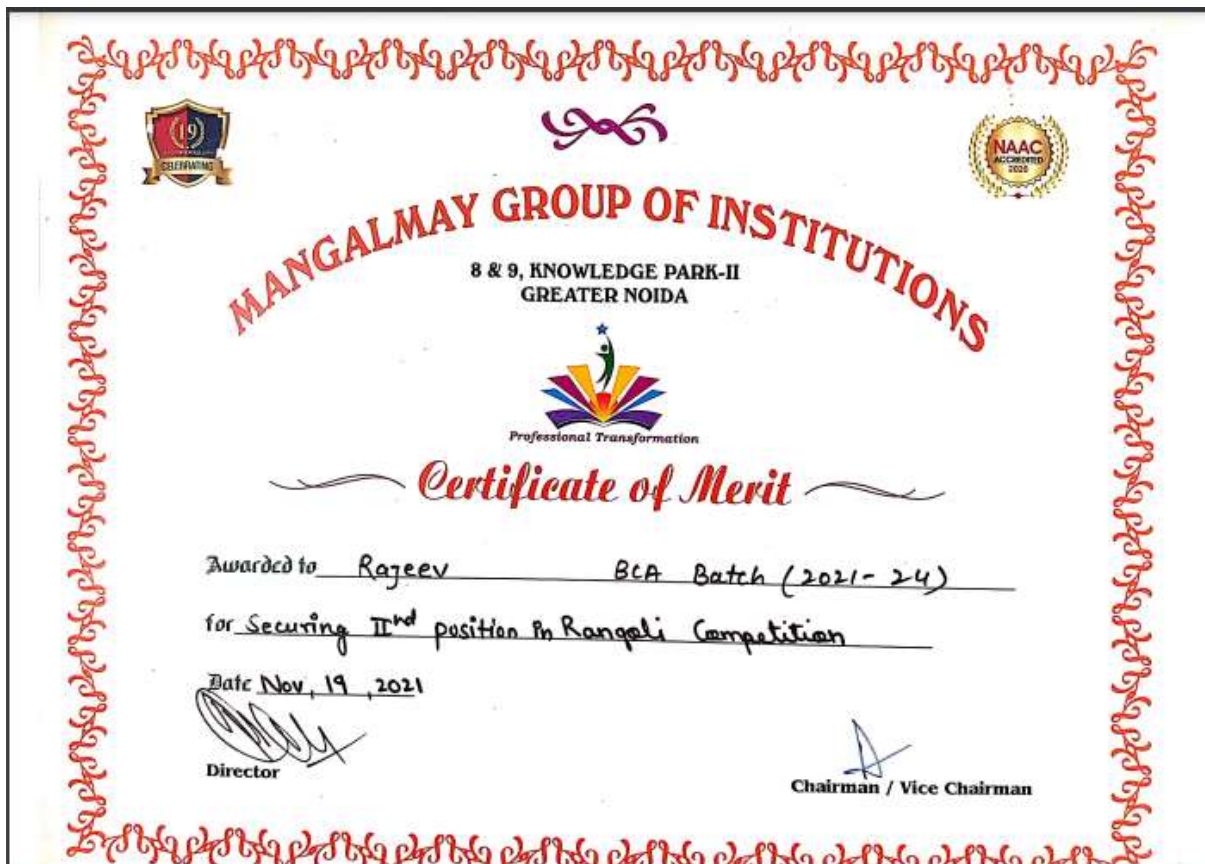 19
CELEBRATING
NAAC
ACCREDITED
2020
MANGALMAY GROUP OF INSTITUTIONS
8 & 9, KNOWLEDGE PARK-II
GREATER NOIDA
Professional Transformation
Certificate of Merit
Awarded to Rajeev BCA Batch (2021-24)
for Securing IInd position in Rangoli Competition
Date Nov, 19, 2021
Director
Chairman / Vice Chairman